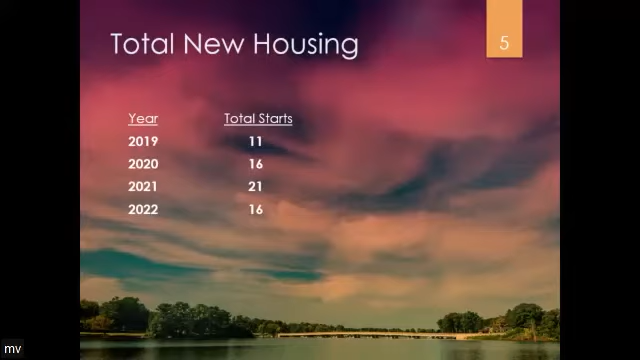 Total New Housing
5
Year Total Starts
2019 11
2020 16
2021 21
2022 16
mv